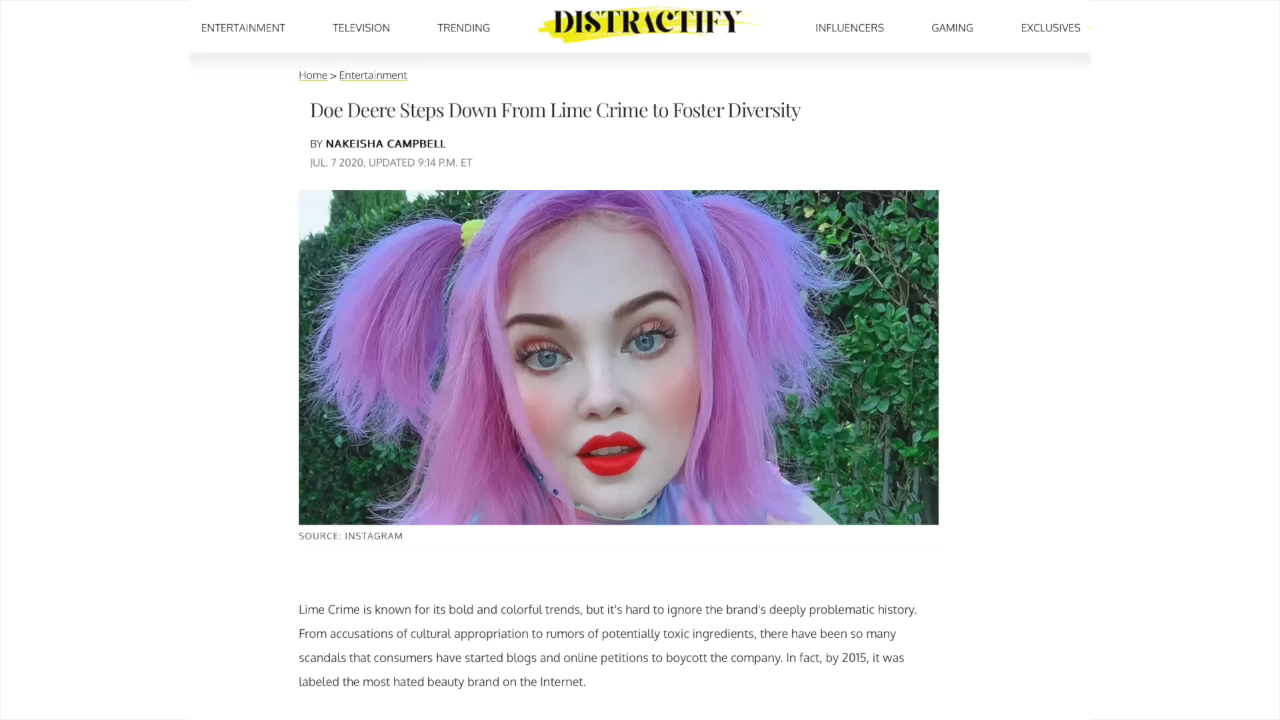 ENTERTAINMENT TELEVISION TRENDING DISTRACTIFY INFLUENCERS GAMING EXCLUSIVES
Home > Entertainment
Doe Deere Steps Down From Lime Crime to Foster Diversity
BY NAKEISHA CAMPBELL
JUL. 7 2020, UPDATED 9:14 P.M. ET
SOURCE: INSTAGRAM
Lime Crime is known for its bold and colorful trends, but it's hard to ignore the brand's deeply problematic history.
From accusations of cultural appropriation to rumors of potentially toxic ingredients, there have been so many
scandals that consumers have started blogs and online petitions to boycott the company. In fact, by 2015, it was
labeled the most hated beauty brand on the Internet.